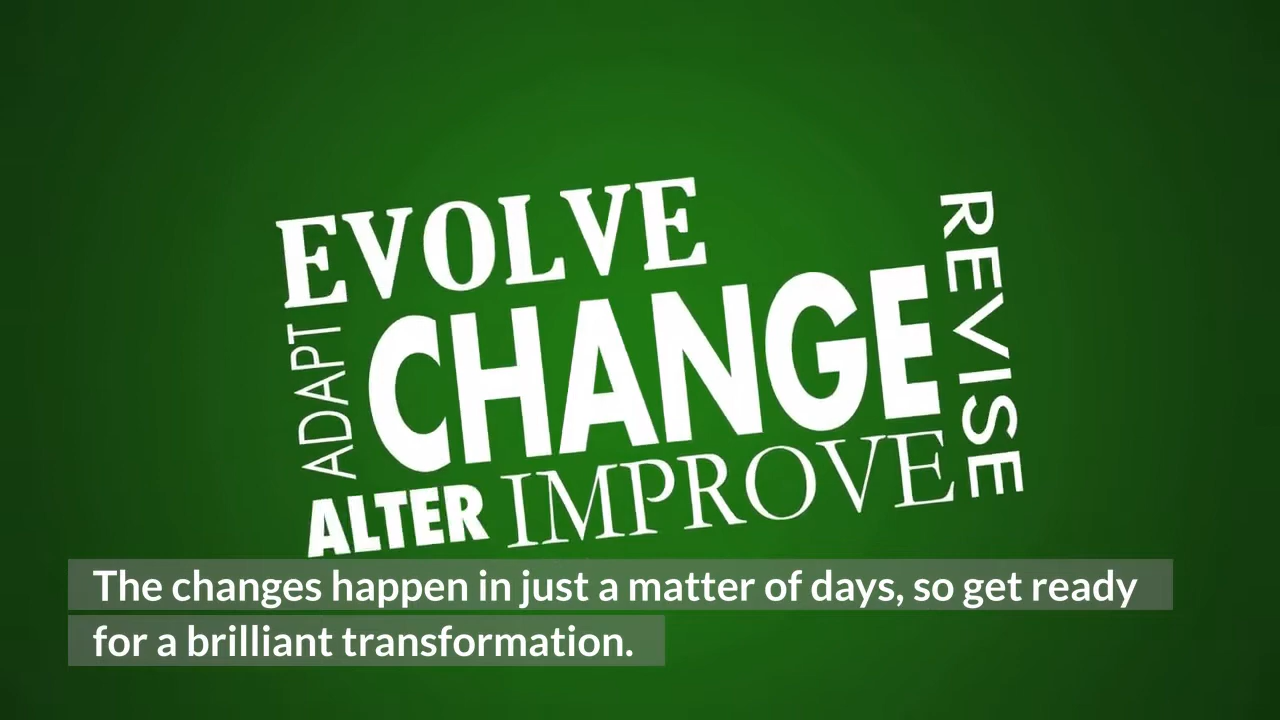 EVOLVE
REVISE
ADAPT
CHANGE
ALTER
IMPROVE
The changes happen in just a matter of days, so get ready
for a brilliant transformation.